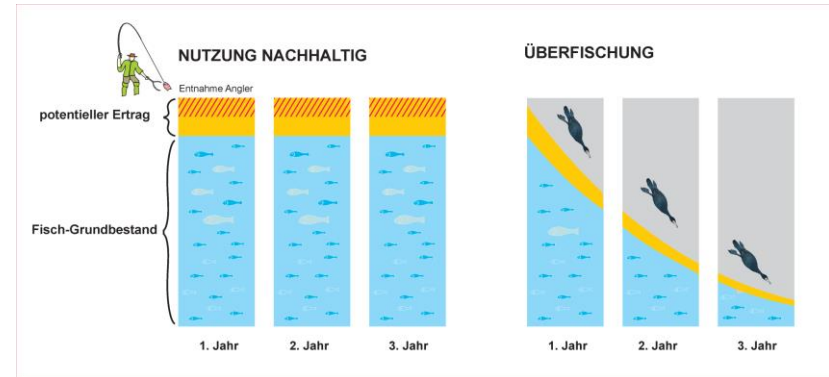 NUTZUNG NACHHALTIG
Entnahme Angler
potentieller Ertrag
Fisch-Grundbestand
1. Jahr
2. Jahr
3. Jahr
ÜBERFISCHUNG
1. Jahr
2. Jahr
3. Jahr